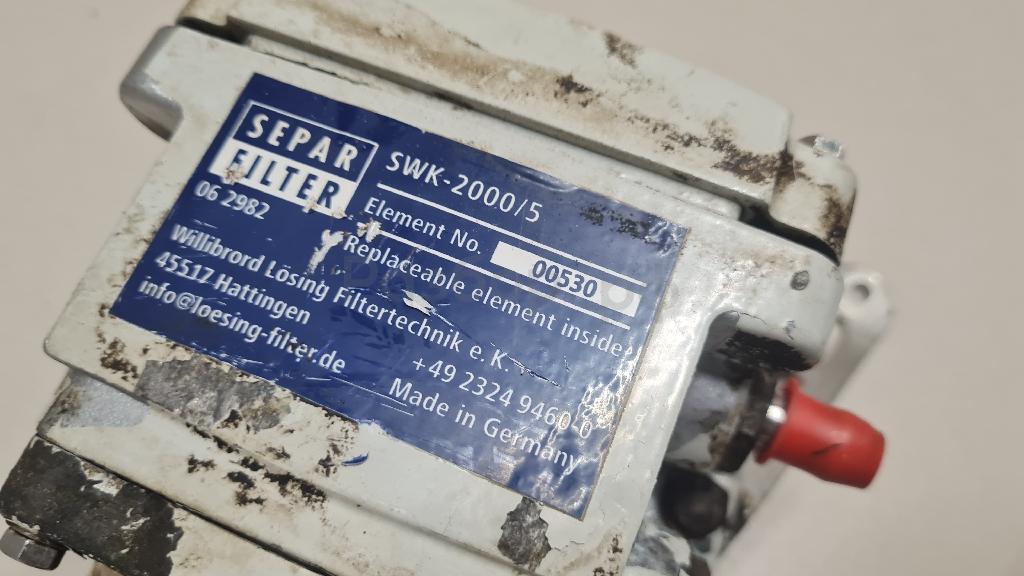 SEPAR
FILTER
SWK-2000/5
06 2982
Element No. 00530
Replaceable element inside
Willibrord Lösing Filtertechnik e.K.
45517 Hattingen
+49 2324 9460-0
info@loesing-filter.de
Made in Germany